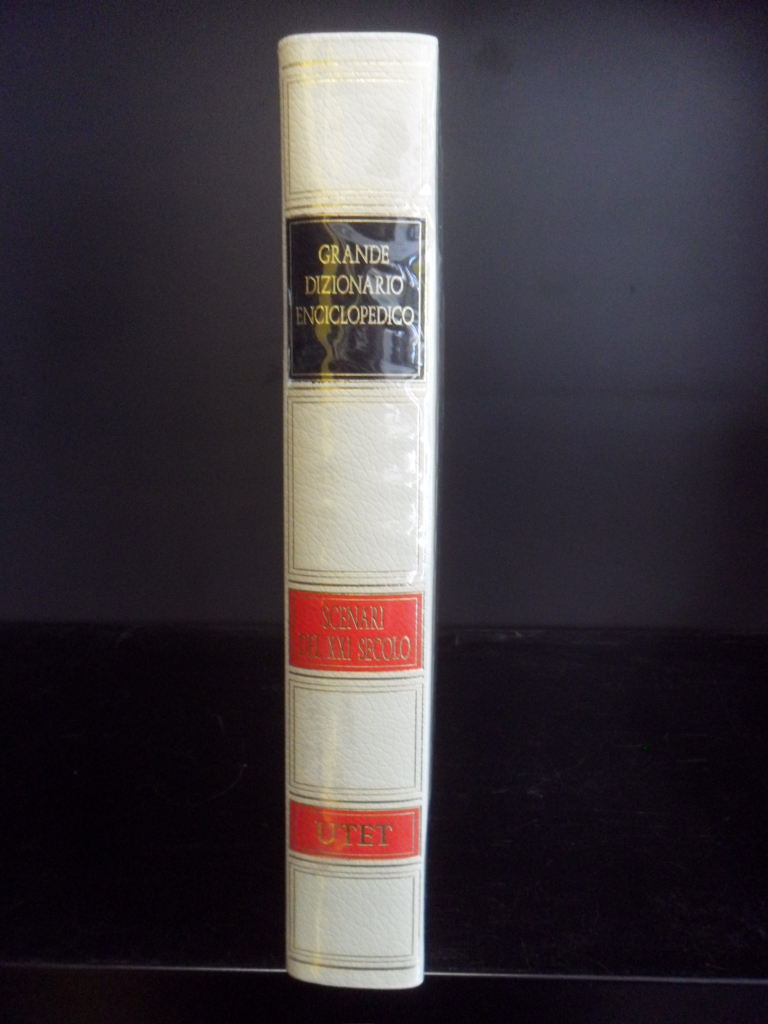 GRANDE
DIZIONARIO
ENCICLOPEDICO
SCENARI
DEL XXI SECOLO
UTET